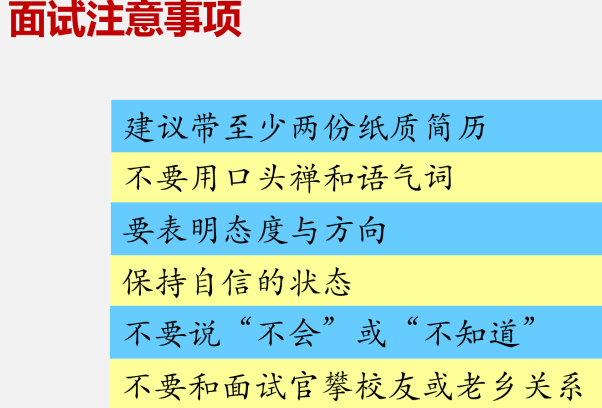 面试注意事项
建议带至少两份纸质简历
不要用口头禅和语气词
要表明态度与方向
保持自信的状态
不要说“不会”或“不知道”
不要和面试官攀校友或老乡关系